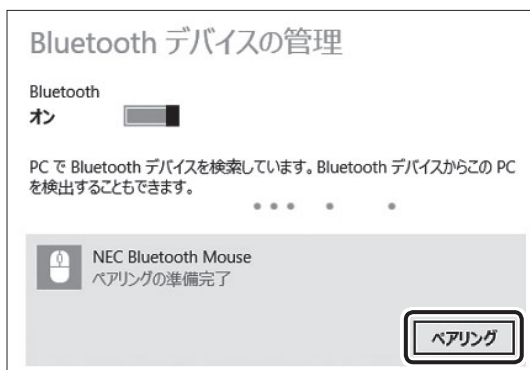 Bluetooth デバイスの管理
Bluetooth
オン
PC で Bluetooth デバイスを検索しています。Bluetooth デバイスからこの PC
を検出することもできます。
NEC Bluetooth Mouse
ペアリングの準備完了
ペアリング